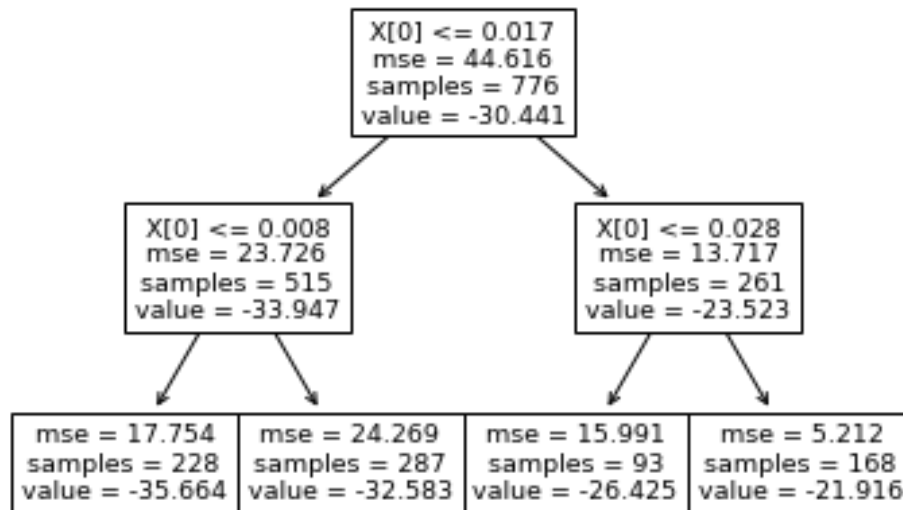 X[0] <= 0.017
mse = 44.616
samples = 776
value = -30.441
X[0] <= 0.008
mse = 23.726
samples = 515
value = -33.947
X[0] <= 0.028
mse = 13.717
samples = 261
value = -23.523
mse = 17.754
samples = 228
value = -35.664
mse = 24.269
samples = 287
value = -32.583
mse = 15.991
samples = 93
value = -26.425
mse = 5.212
samples = 168
value = -21.916